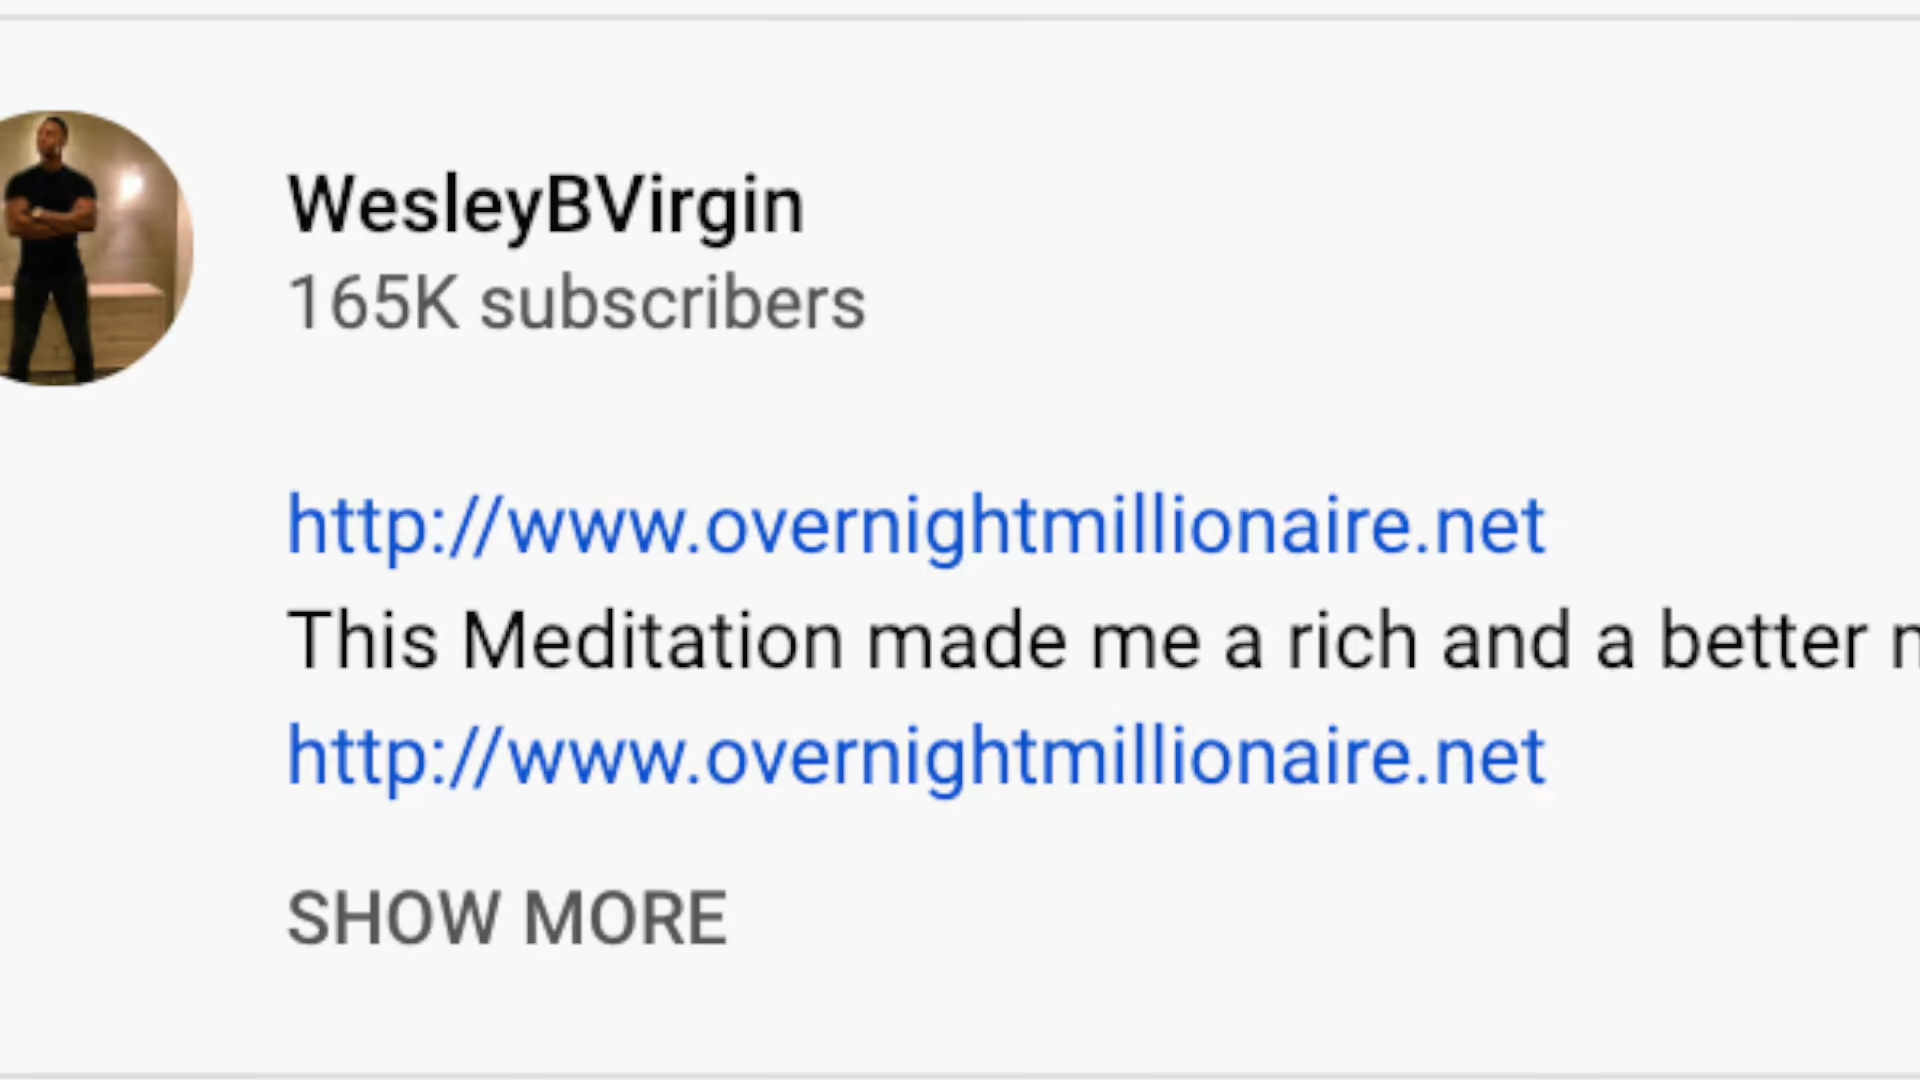 WesleyBVirgin
165K subscribers
http://www.overnightmillionaire.net
This Meditation made me a rich and a better
http://www.overnightmillionaire.net
SHOW MORE